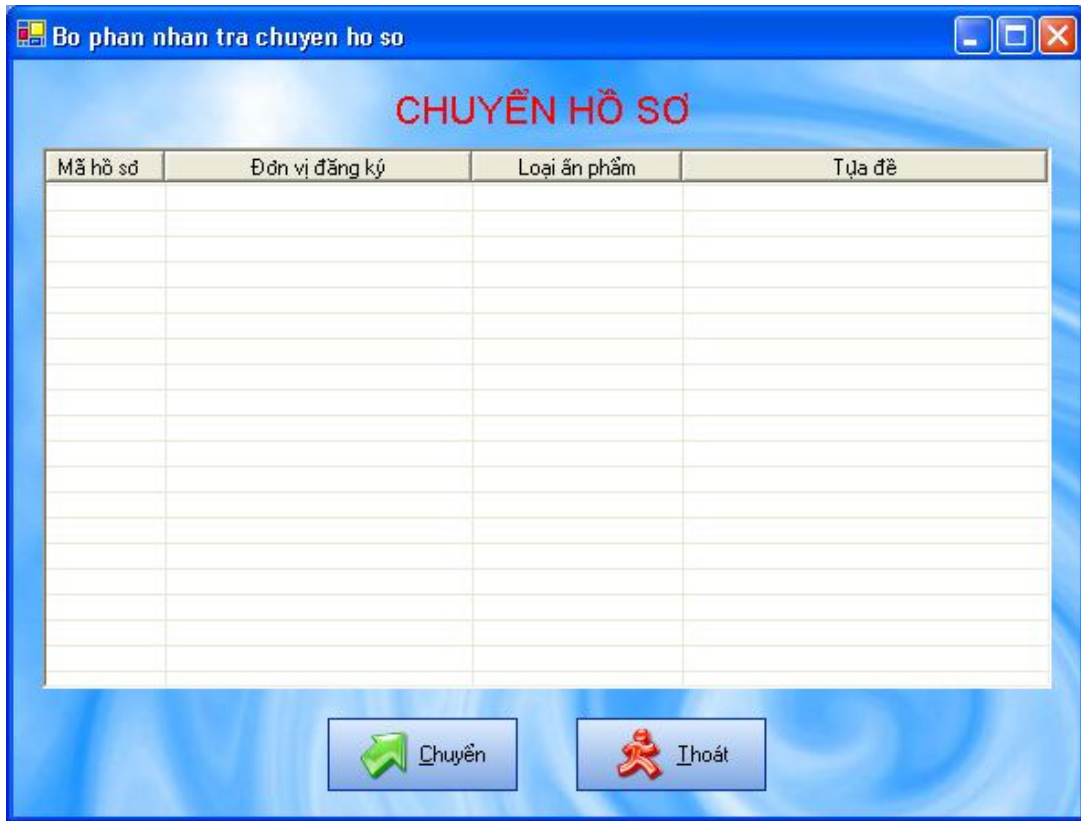 Bo phan nhan tra chuyen ho so
CHUYỂN HỒ SƠ
Mã hồ sơ Đơn vị đăng ký Loại ấn phẩm Tựa đề
Chuyển Thoát